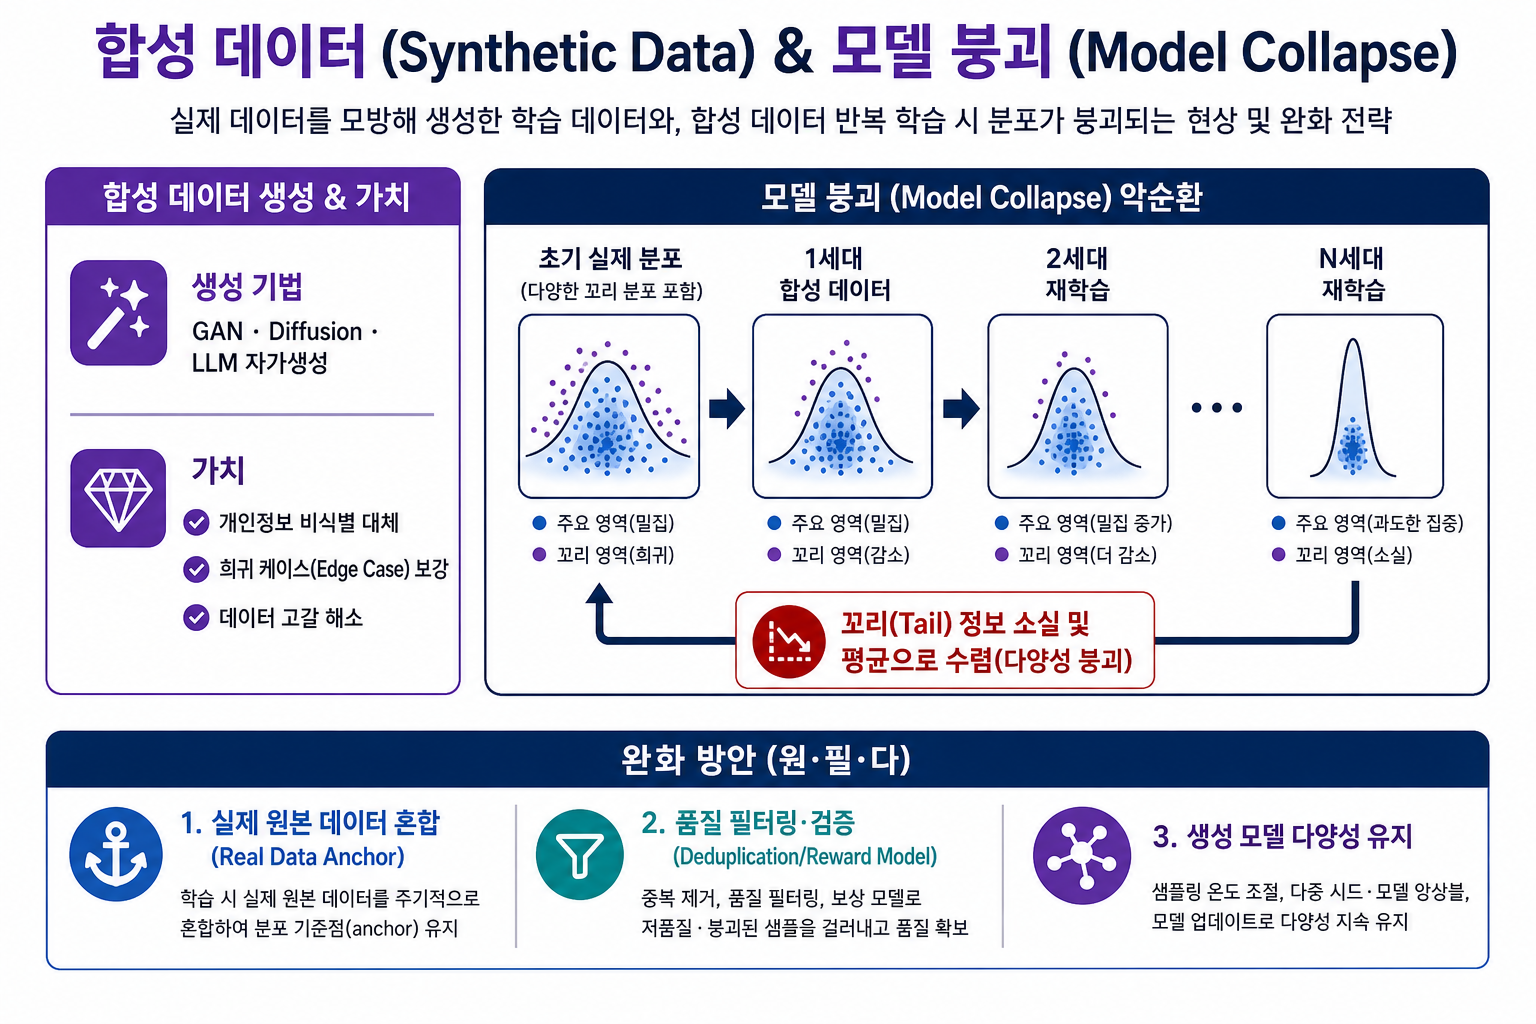 합성 데이터 (Synthetic Data) & 모델 붕괴 (Model Collapse)
실제 데이터를 모방해 생성한 학습 데이터와, 합성 데이터 반복 학습 시 분포가 붕괴되는 현상 및 완화 전략
합성 데이터 생성 & 가치
생성 기법
GAN · Diffusion ·
LLM 자가생성
가치
개인정보 비식별 대체
희귀 케이스(Edge Case) 보강
데이터 고갈 해소
모델 붕괴 (Model Collapse) 악순환
초기 실제 분포
(다양한 꼬리 분포 포함)
주요 영역(밀집)
꼬리 영역(희귀)
1세대
합성 데이터
주요 영역(밀집)
꼬리 영역(감소)
2세대
재학습
주요 영역(밀집 증가)
꼬리 영역(더 감소)
N세대
재학습
주요 영역(과도한 집중)
꼬리 영역(소실)
꼬리(Tail) 정보 소실 및
평균으로 수렴(다양성 붕괴)
완화 방안 (원·필·다)
1. 실제 원본 데이터 혼합
(Real Data Anchor)
학습 시 실제 원본 데이터를 주기적으로
혼합하여 분포 기준점(anchor) 유지
2. 품질 필터링·검증
(Deduplication/Reward Model)
중복 제거, 품질 필터링, 보상 모델로
저품질·붕괴된 샘플을 걸러내고 품질 확보
3. 생성 모델 다양성 유지
샘플링 온도 조절, 다중 시드·모델 앙상블,
모델 업데이트로 다양성 지속 유지